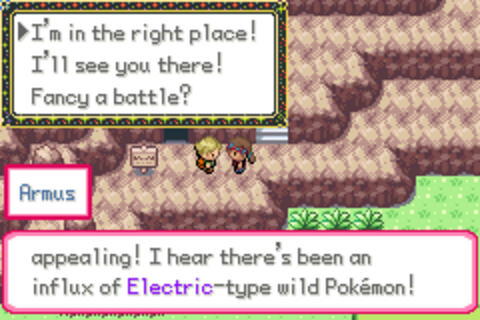 ▶I'm in the right place!
I'll see you there!
Fancy a battle?
Armus
appealing! I hear there's been an
influx of Electric-type wild Pokémon!